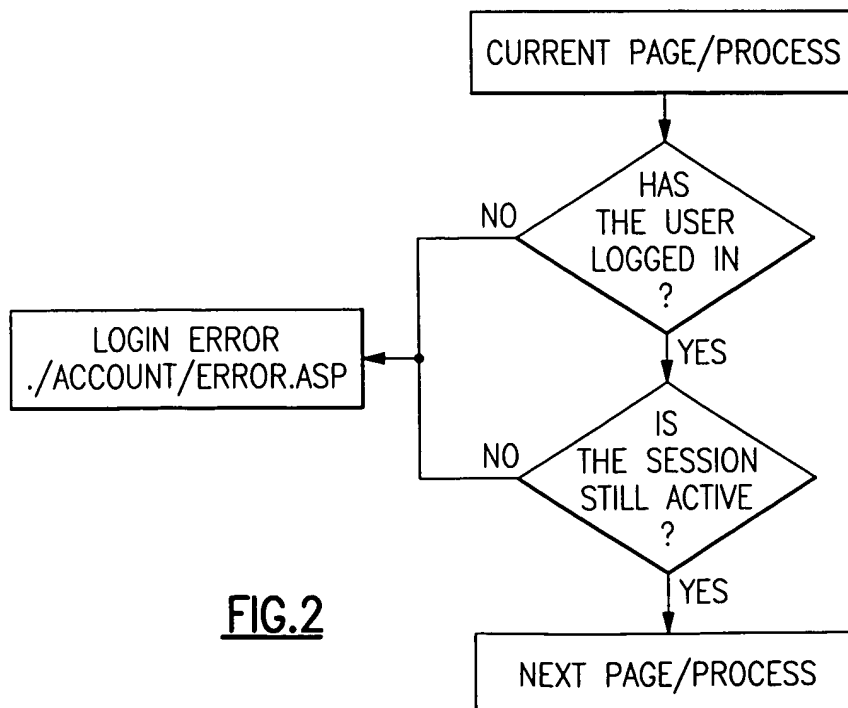 CURRENT PAGE/PROCESS
HAS
THE USER
LOGGED IN
?
NO
YES
LOGIN ERROR
./ACCOUNT/ERROR.ASP
IS
THE SESSION
STILL ACTIVE
?
NO
YES
NEXT PAGE/PROCESS
FIG.2